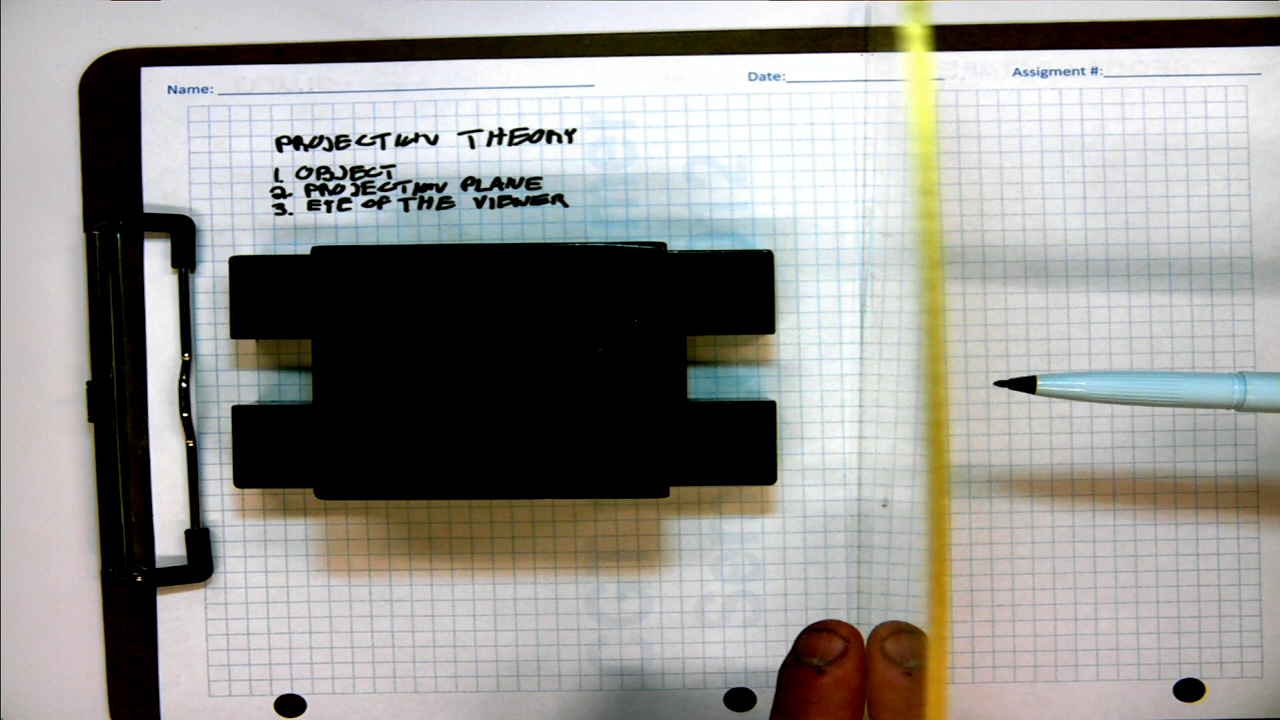 Name: Date: Assigment #:
PROJECTION THEORY
1. OBJECT
2. PROJECTION PLANE
3. EYE OF THE VIEWER